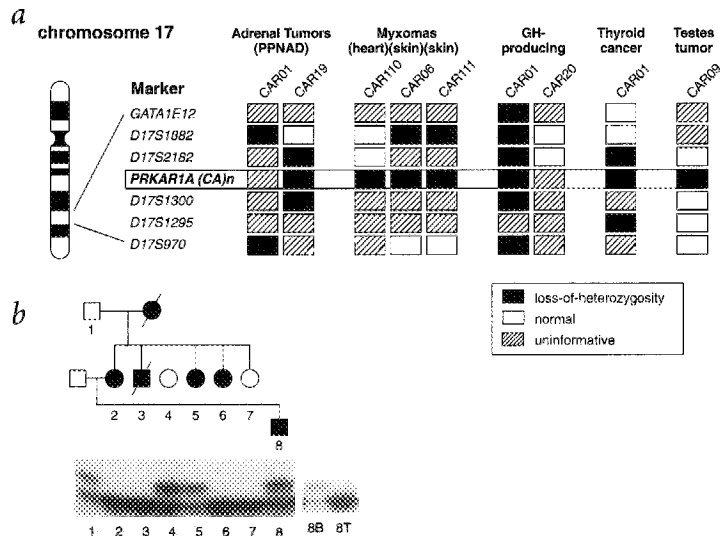 a
chromosome 17
Adrenal Tumors (PPNAD)
Myxomas (heart)(skin)(skin)
GH-producing
Thyroid cancer
Testes tumor
Marker
CAR01
CAR19
CAR110
CAR06
CAR111
CAR01
CAR20
CAR01
CAR09
GATA1E12
D17S1882
D17S2182
PRKAR1A (CA)n
D17S1300
D17S1295
D17S970
loss-of-heterozygosity
normal
uninformative
b
1
2 3 4 5 6 7
8
1 2 3 4 5 6 7 8 8B 8T